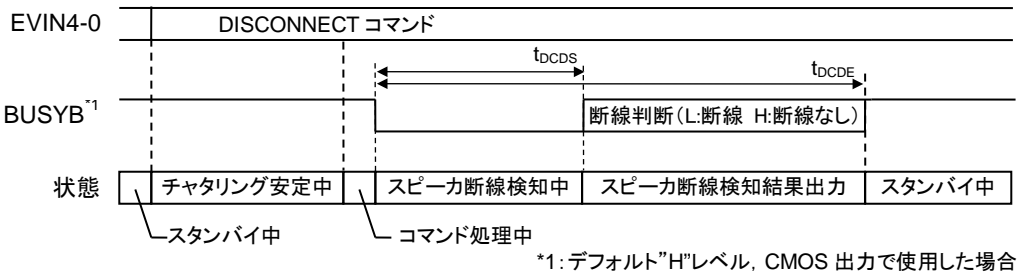 EVIN4-0 DISCONNECT コマンド
tDCDS
tDCDE
BUSYB*1 断線判断(L:断線 H:断線なし)
状態 チャタリング安定中 スピーカ断線検知中 スピーカ断線検知結果出力 スタンバイ中
スタンバイ中 コマンド処理中
*1:デフォルト"H"レベル, CMOS 出力で使用した場合